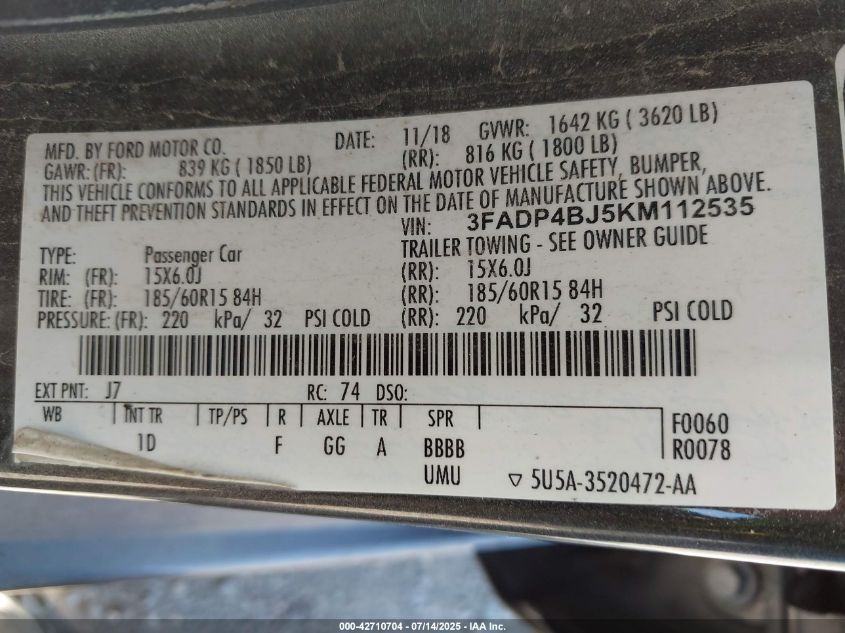 MFD. BY FORD MOTOR CO. DATE: 11/18 GVWR: 1642 KG ( 3620 LB)
GAWR: (FR): 839 KG ( 1850 LB) (RR): 816 KG ( 1800 LB)
THIS VEHICLE CONFORMS TO ALL APPLICABLE FEDERAL MOTOR VEHICLE SAFETY, BUMPER,
AND THEFT PREVENTION STANDARDS IN EFFECT ON THE DATE OF MANUFACTURE SHOWN ABOVE.
VIN: 3FADP4BJ5KM112535
TYPE: Passenger Car TRAILER TOWING - SEE OWNER GUIDE
RIM: (FR): 15X6.0J (RR): 15X6.0J
TIRE: (FR): 185/60R15 84H (RR): 185/60R15 84H
PRESSURE: (FR): 220 kPa/ 32 PSI COLD (RR): 220 kPa/ 32 PSI COLD
EXT PNT: J7 RC: 74 DSO:
WB INT TR TP/PS R AXLE TR SPR F0060
1D F GG A BBBB R0078
UMU ▽ 5U5A-3520472-AA
000-42710704 - 07/14/2025 - IAA Inc.